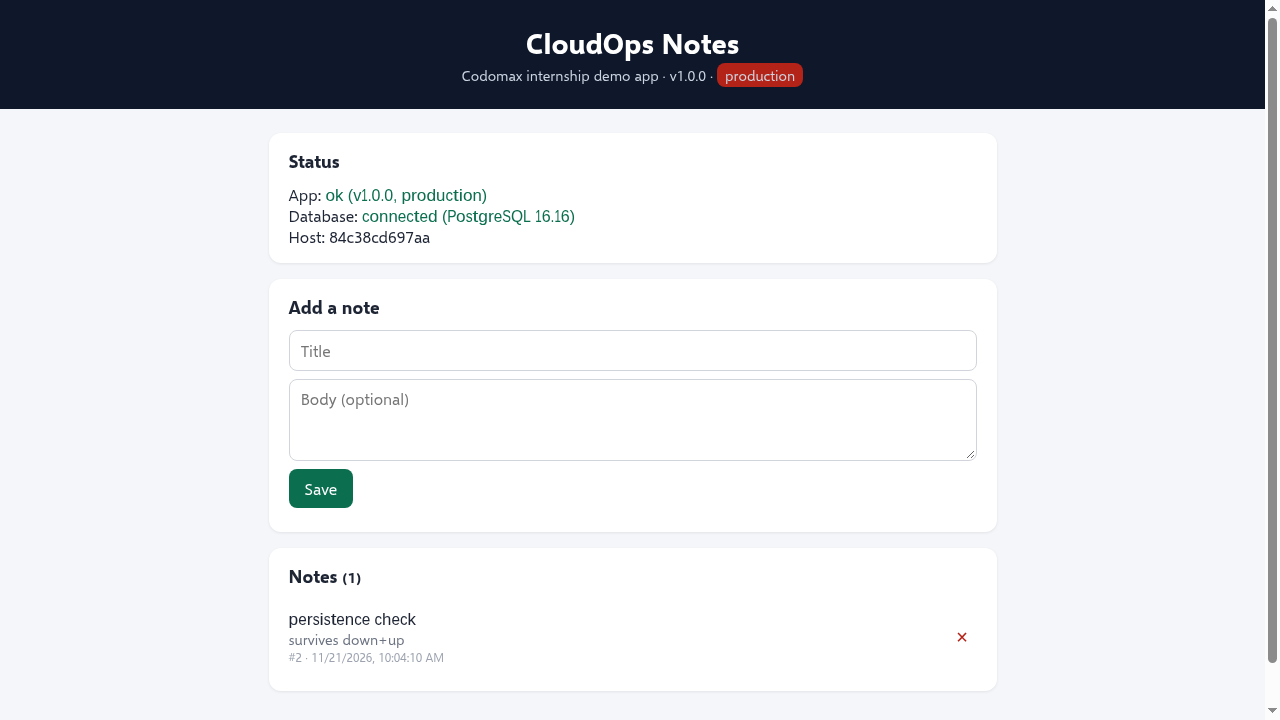 CloudOps Notes
Codomax internship demo app · v1.0.0 · production
Status
App: ok (v1.0.0, production)
Database: connected (PostgreSQL 16.16)
Host: 84c38cd697aa
Add a note
Title
Body (optional)
Save
Notes (1)
persistence check
survives down+up
×
#2 · 11/21/2026, 10:04:10 AM